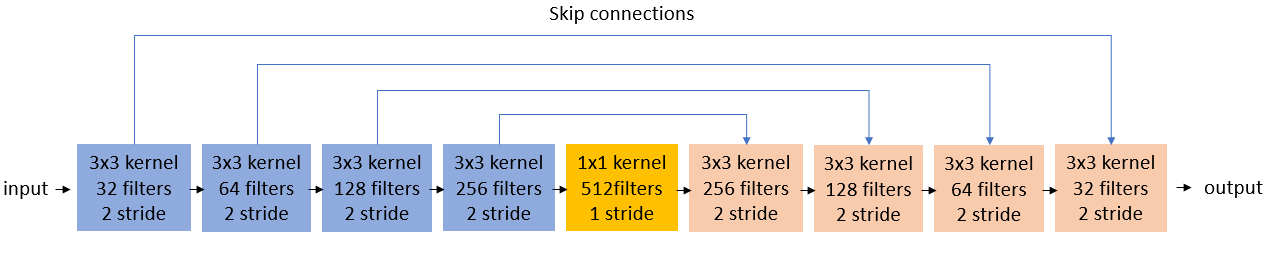 Skip connections
input
3x3 kernel
32 filters
2 stride
3x3 kernel
64 filters
2 stride
3x3 kernel
128 filters
2 stride
3x3 kernel
256 filters
2 stride
1x1 kernel
512filters
1 stride
3x3 kernel
256 filters
2 stride
3x3 kernel
128 filters
2 stride
3x3 kernel
64 filters
2 stride
3x3 kernel
32 filters
2 stride
output